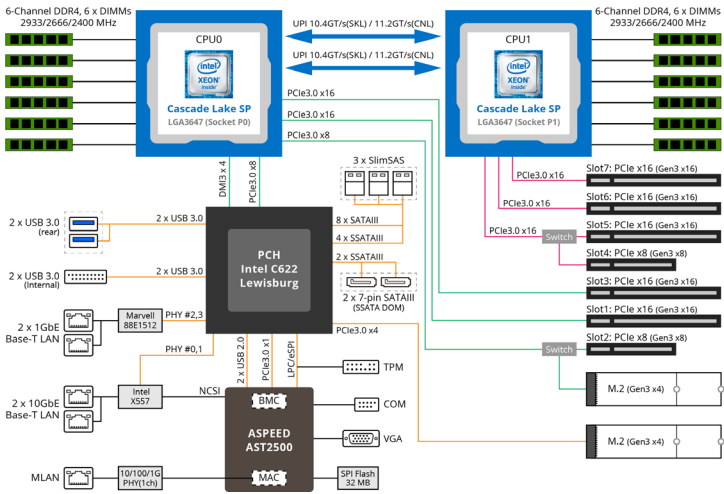 6-Channel DDR4, 6 x DIMMs
2933/2666/2400 MHz
CPU0
intel
XEON
inside
Cascade Lake SP
LGA3647 (Socket P0)
UPI 10.4GT/s(SKL) / 11.2GT/s(CNL)
UPI 10.4GT/s(SKL) / 11.2GT/s(CNL)
CPU1
intel
XEON
inside
Cascade Lake SP
LGA3647 (Socket P1)
6-Channel DDR4, 6 x DIMMs
2933/2666/2400 MHz
PCIe3.0 x16
PCIe3.0 x16
PCIe3.0 x8
DMI3 x 4
PCIe3.0 x8
3 x SlimSAS
PCIe3.0 x16
PCIe3.0 x16
PCIe3.0 x16
Switch
Slot7: PCIe x16 (Gen3 x16)
Slot6: PCIe x16 (Gen3 x16)
Slot5: PCIe x16 (Gen3 x16)
Slot4: PCIe x8 (Gen3 x8)
Slot3: PCIe x16 (Gen3 x16)
Slot1: PCIe x16 (Gen3 x16)
Slot2: PCIe x8 (Gen3 x8)
Switch
M.2 (Gen3 x4)
M.2 (Gen3 x4)
2 x USB 3.0
(rear)
2 x USB 3.0
2 x USB 3.0
(Internal)
2 x USB 3.0
PCH
Intel C622
Lewisburg
8 x SATAIII
4 x SSATAIII
2 x SSATAIII
2 x 7-pin SATAIII
(SSATA DOM)
PCIe3.0 x4
2 x 1GbE
Base-T LAN
Marvell
88E1512
PHY #2,3
PHY #0,1
2 x USB 2.0
PCIe3.0 x1
LPC/eSPI
2 x 10GbE
Base-T LAN
Intel
X557
NCSI
BMC
ASPEED
AST2500
MAC
TPM
COM
VGA
MLAN
10/100/1G
PHY(1ch)
SPI Flash
32 MB